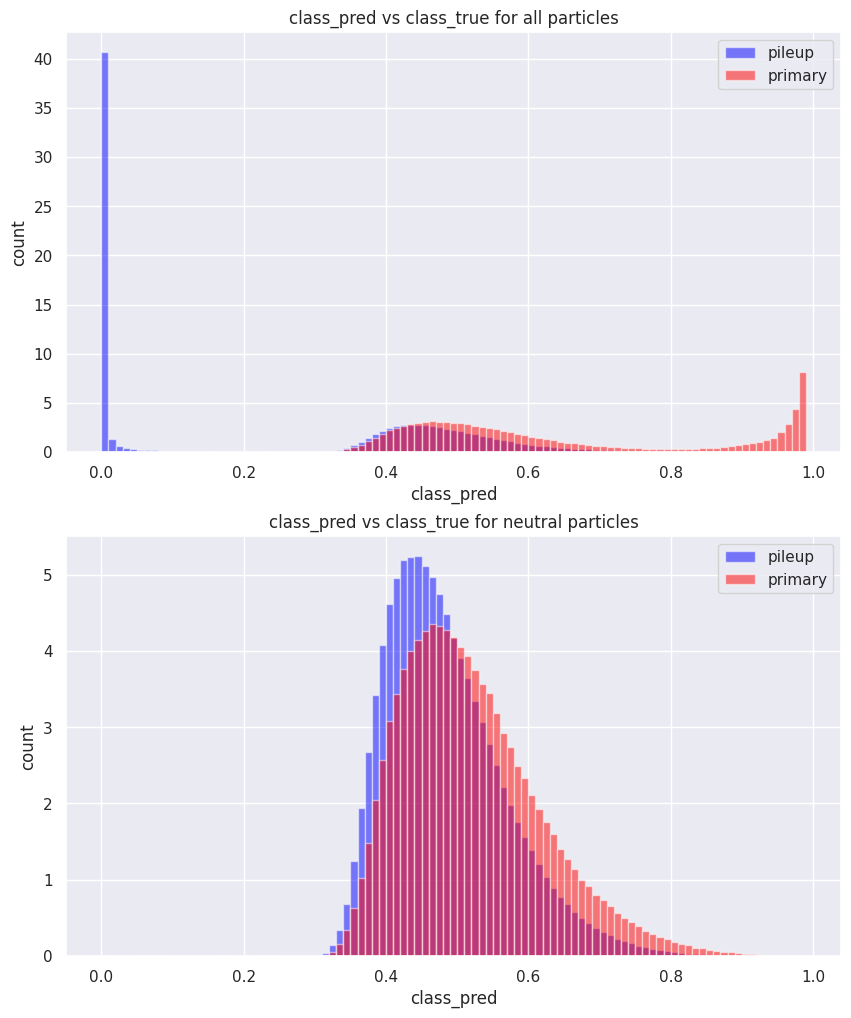 class_pred vs class_true for all particles
pileup
primary
40
35
30
25
20
15
10
5
0
count
0.0 0.2 0.4 0.6 0.8 1.0
class_pred
class_pred vs class_true for neutral particles
pileup
primary
5
4
3
2
1
0
count
0.0 0.2 0.4 0.6 0.8 1.0
class_pred